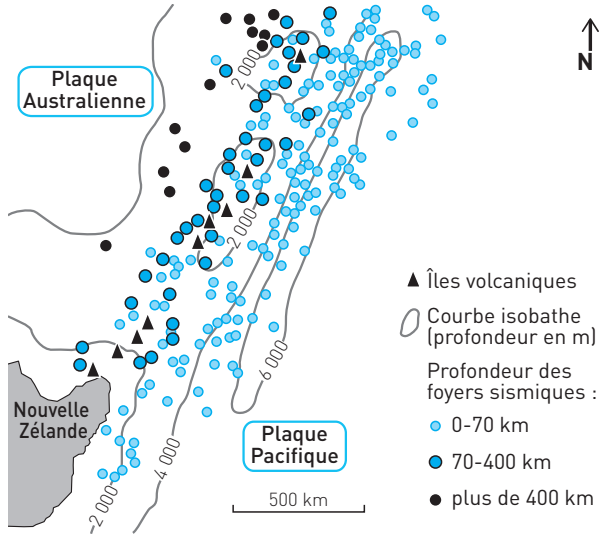 N
Plaque
Australienne
2 000
2 000
Îles volcaniques
Courbe isobathe
(profondeur en m)
6 000
Profondeur des
foyers sismiques :
Nouvelle
Zélande
0-70 km
Plaque
Pacifique
70-400 km
4 000
2 000
500 km
plus de 400 km